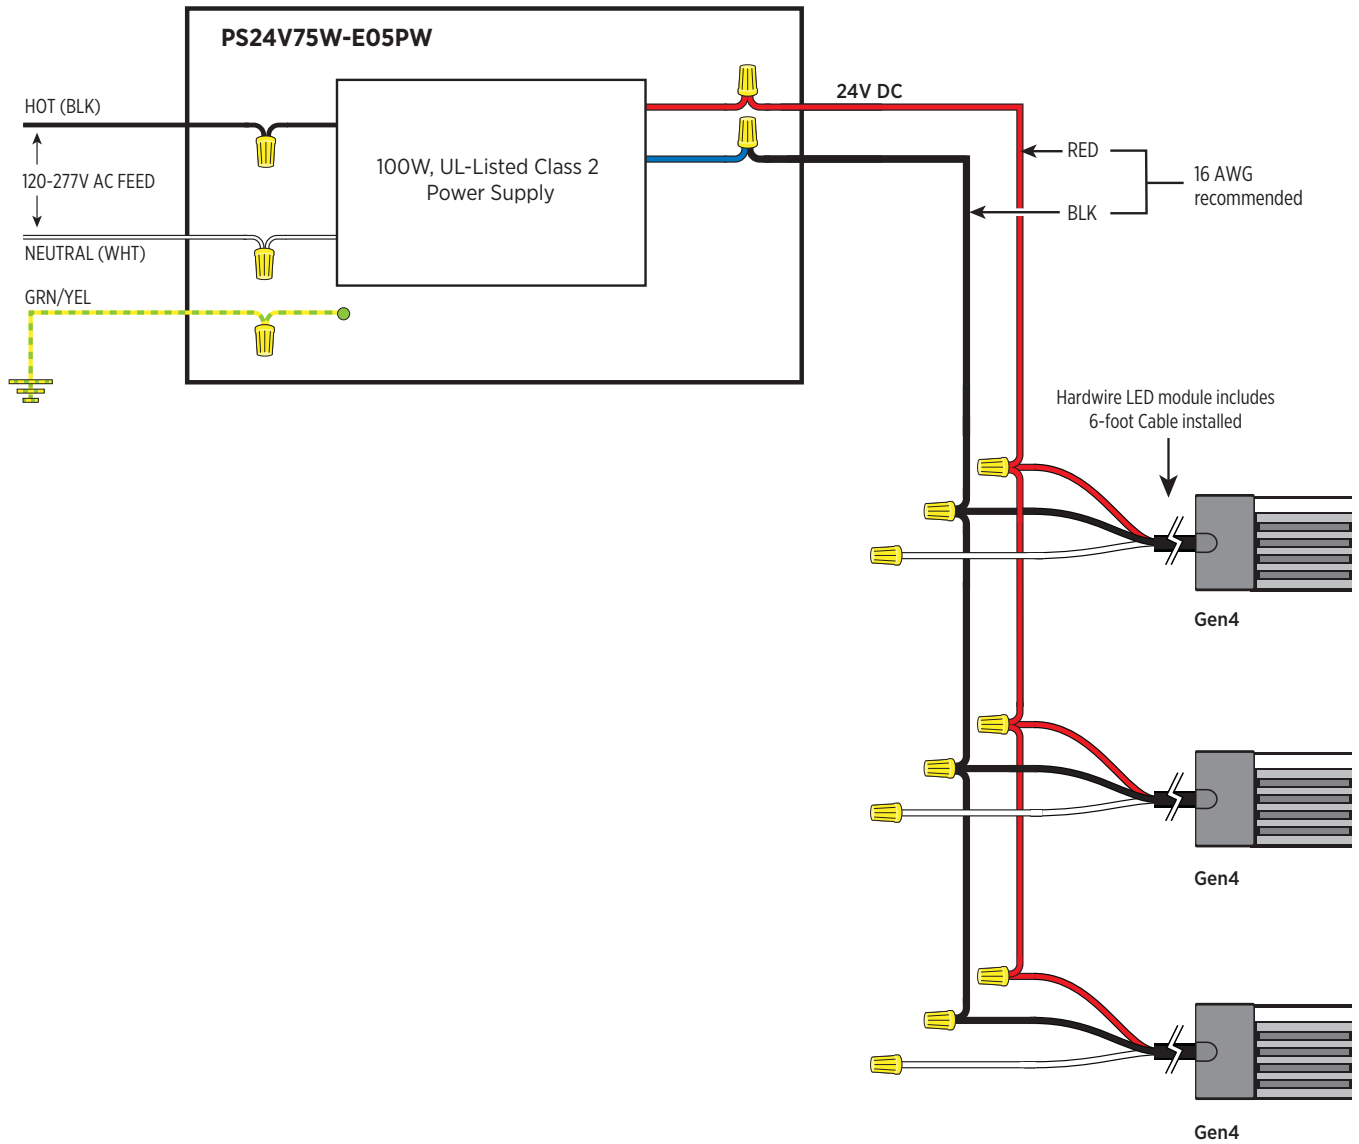 PS24V75W-E05PW
HOT (BLK)
120-277V AC FEED
NEUTRAL (WHT)
GRN/YEL
100W, UL-Listed Class 2
Power Supply
24V DC
RED
BLK
16 AWG
recommended
Hardwire LED module includes
6-foot Cable installed
Gen4
Gen4
Gen4